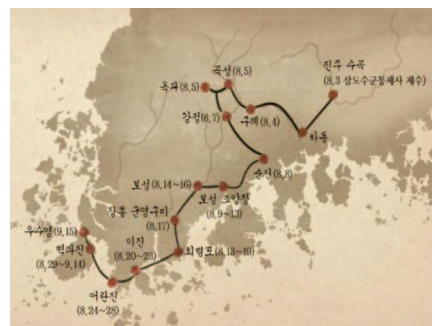 진주 수곡
(8,3 삼도수군통제사 제수)
곡성(8,5)
옥과(8,5)
강정(8,7)
구례(8,4)
하동
순천(8,8)
보성(8,14~16)
보성 조양창
(8,9~13)
장흥 군영구미
(8,17)
우수영(9,15)
벽파진
(8,29~9,14)
이진
(8,20~23)
회령포(8,18~19)
어란진
(8,24~28)